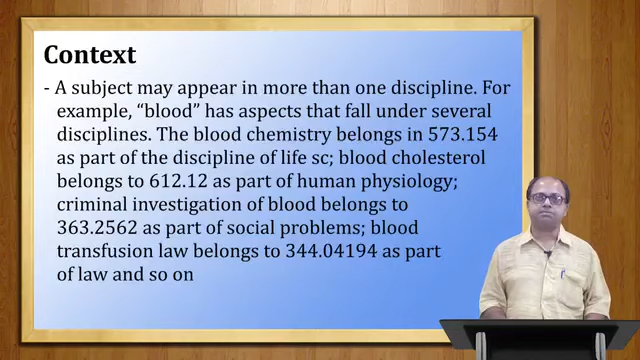 Context
- A subject may appear in more than one discipline. For
example, “blood” has aspects that fall under several
disciplines. The blood chemistry belongs in 573.154
as part of the discipline of life sc; blood cholesterol
belongs to 612.12 as part of human physiology;
criminal investigation of blood belongs to
363.2562 as part of social problems; blood
transfusion law belongs to 344.04194 as part
of law and so on